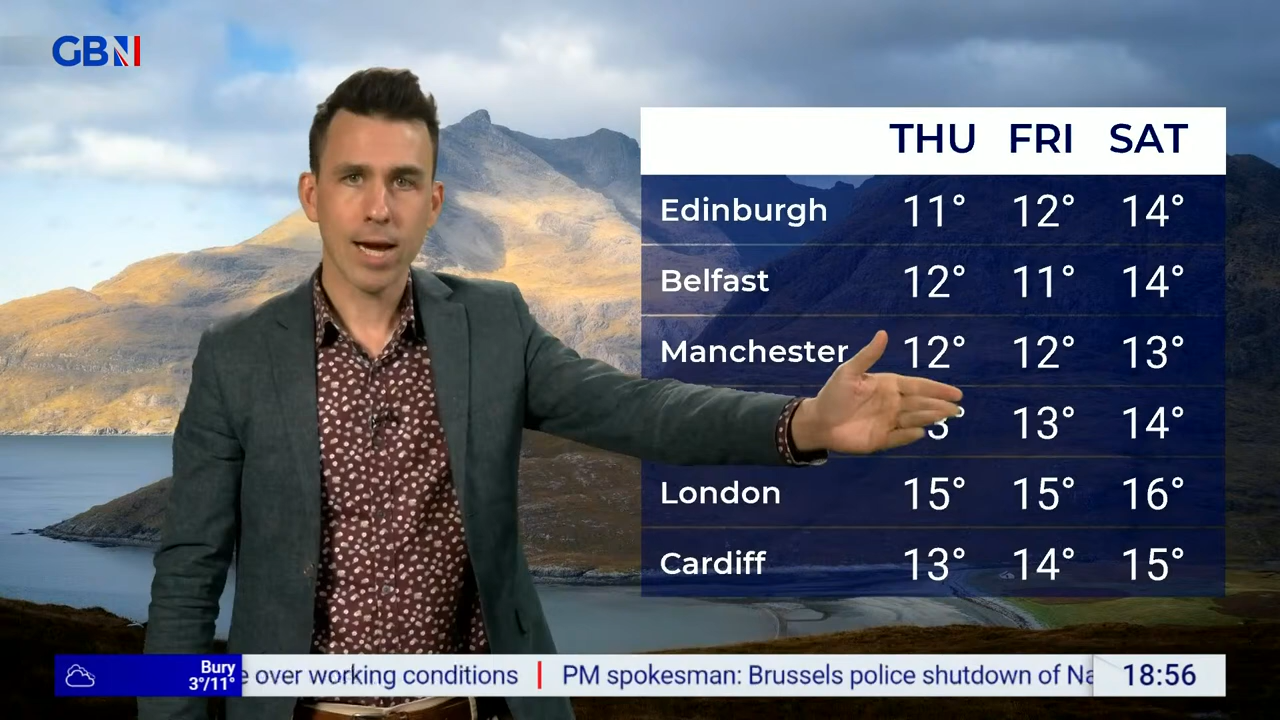 GBN
THU FRI SAT
Edinburgh 11° 12° 14°
Belfast 12° 11° 14°
Manchester 12° 12° 13°
3° 13° 14°
London 15° 15° 16°
Cardiff 13° 14° 15°
Bury
3°/11°
e over working conditions | PM spokesman: Brussels police shutdown of Na
18:56